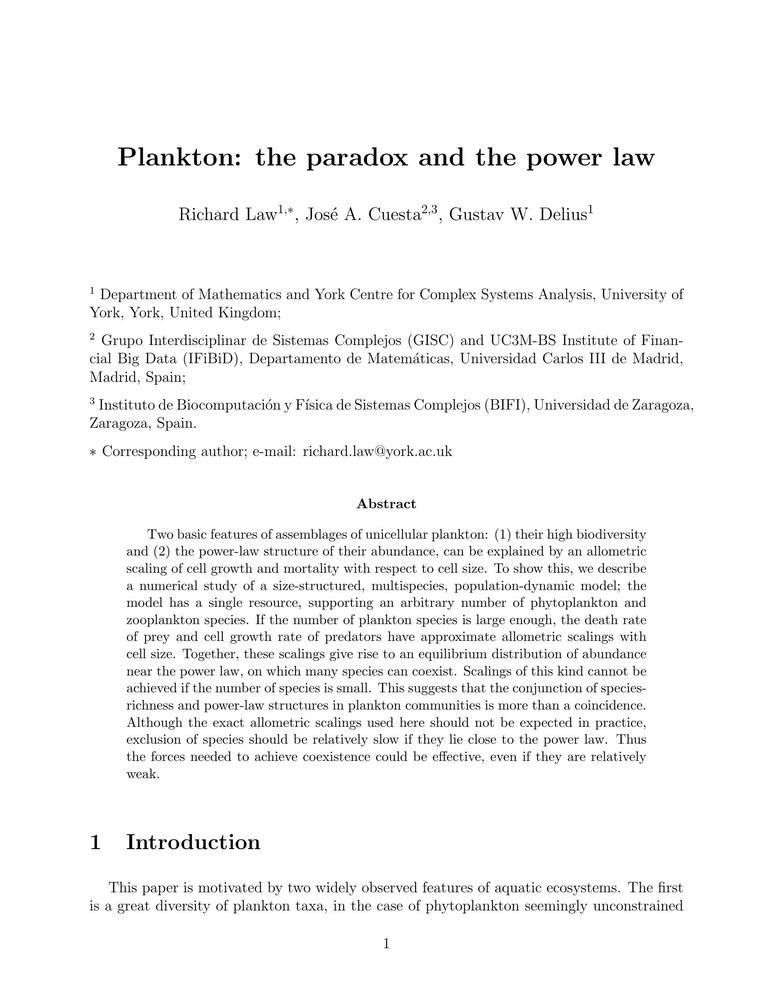 Plankton: the paradox and the power law
Richard Law1,*, José A. Cuesta2,3, Gustav W. Delius1
1 Department of Mathematics and York Centre for Complex Systems Analysis, University of
York, York, United Kingdom;
2 Grupo Interdisciplinar de Sistemas Complejos (GISC) and UC3M-BS Institute of Finan-
cial Big Data (IFiBiD), Departamento de Matemáticas, Universidad Carlos III de Madrid,
Madrid, Spain;
3 Instituto de Biocomputación y Física de Sistemas Complejos (BIFI), Universidad de Zaragoza,
Zaragoza, Spain.
* Corresponding author; e-mail: richard.law@york.ac.uk
Abstract
Two basic features of assemblages of unicellular plankton: (1) their high biodiversity
and (2) the power-law structure of their abundance, can be explained by an allometric
scaling of cell growth and mortality with respect to cell size. To show this, we describe
a numerical study of a size-structured, multispecies, population-dynamic model; the
model has a single resource, supporting an arbitrary number of phytoplankton and
zooplankton species. If the number of plankton species is large enough, the death rate
of prey and cell growth rate of predators have approximate allometric scalings with
cell size. Together, these scalings give rise to an equilibrium distribution of abundance
near the power law, on which many species can coexist. Scalings of this kind cannot be
achieved if the number of species is small. This suggests that the conjunction of species-
richness and power-law structures in plankton communities is more than a coincidence.
Although the exact allometric scalings used here should not be expected in practice,
exclusion of species should be relatively slow if they lie close to the power law. Thus
the forces needed to achieve coexistence could be effective, even if they are relatively
weak.
1 Introduction
This paper is motivated by two widely observed features of aquatic ecosystems. The first
is a great diversity of plankton taxa, in the case of phytoplankton seemingly unconstrained
1